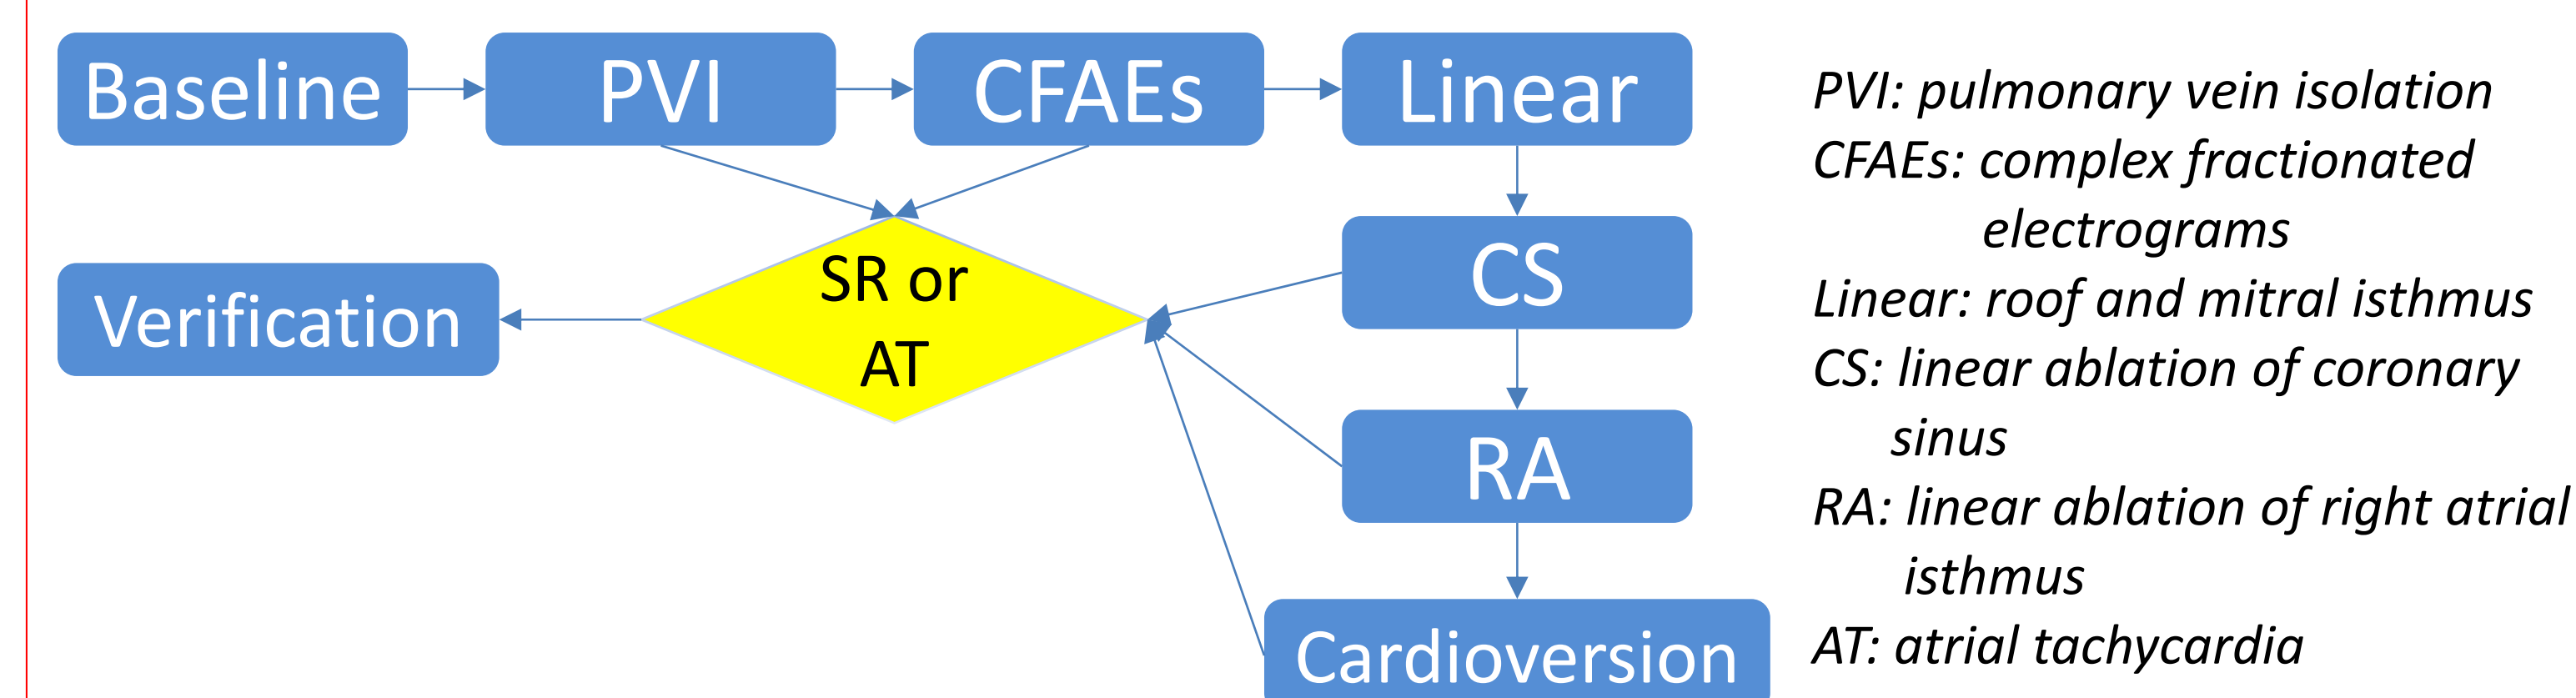 Baseline
PVI
CFAEs
Linear
SR or
AT
CS
Verification
RA
Cardioversion
PVI: pulmonary vein isolation
CFAEs: complex fractionated
electrograms
Linear: roof and mitral isthmus
CS: linear ablation of coronary
sinus
RA: linear ablation of right atrial
isthmus
AT: atrial tachycardia